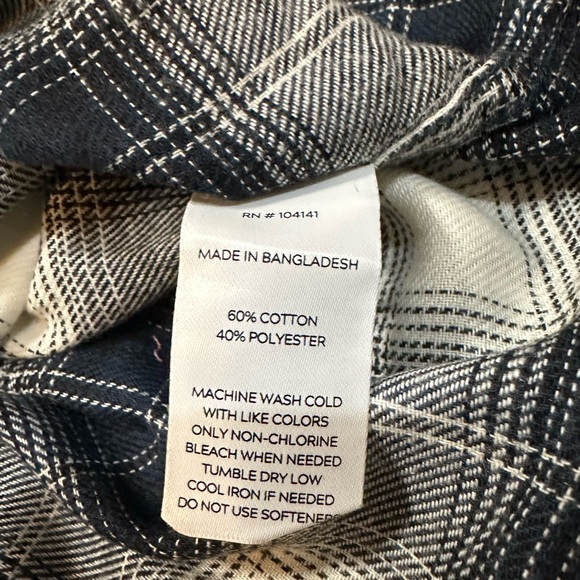 RN # 104141
MADE IN BANGLADESH
60% COTTON
40% POLYESTER
MACHINE WASH COLD
WITH LIKE COLORS
ONLY NON-CHLORINE
BLEACH WHEN NEEDED
TUMBLE DRY LOW
COOL IRON IF NEEDED
DO NOT USE SOFTENER